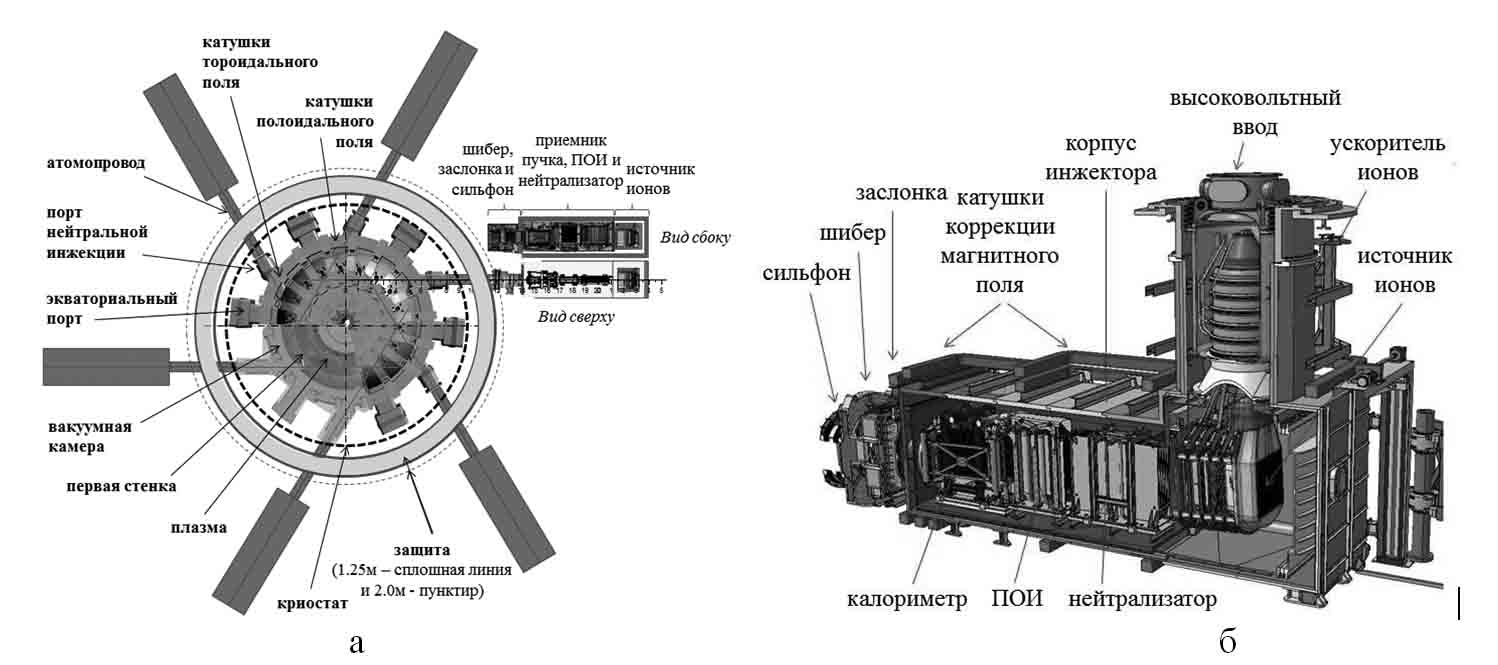 катушки
тороидального
поля
катушки
полоидального
поля
атомопровод
порт
нейтральной
инжекции
экваториальный
порт
вакуумная
камера
первая стенка
плазма
криостат
защита
(1.25м – сплошная линия
и 2.0м - пунктир)
шибер,
заслонка и
сильфон
приемник
пучка, ПОИ и
нейтрализатор
источник
ионов
Вид сбоку
Вид сверху
а
высоковольтный
ввод
корпус
инжектора
ускоритель
ионов
заслонка
катушки
коррекции
магнитного
поля
шибер
сильфон
источник
ионов
калориметр
ПОИ
нейтрализатор
б